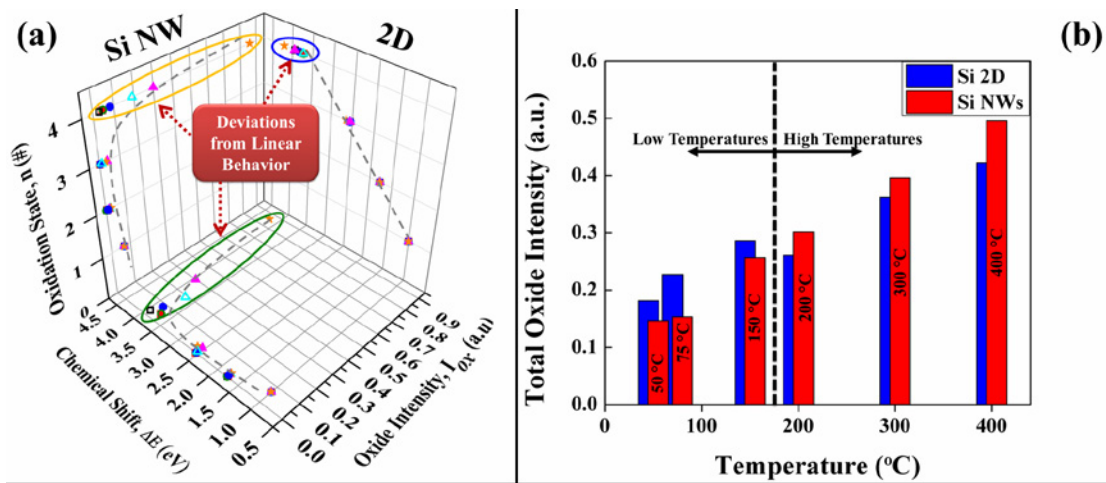 (a)
Si NW
2D
Deviations
from Linear
Behavior
Oxidation State, n (#)
4
3
2
1
0
4.5
4.0
3.5
3.0
2.5
2.0
1.5
1.0
0.5
Chemical Shift, ΔE (eV)
0.0
0.1
0.2
0.3
0.4
0.5
0.6
0.7
0.8
0.9
Oxide Intensity, I ox (a.u)
(b)
Total Oxide Intensity (a.u.)
0.6
0.5
0.4
0.3
0.2
0.1
0.0
Si 2D
Si NWs
Low Temperatures
High Temperatures
50 °C
75 °C
150 °C
200 °C
300 °C
400 °C
100 200 300 400
Temperature (°C)